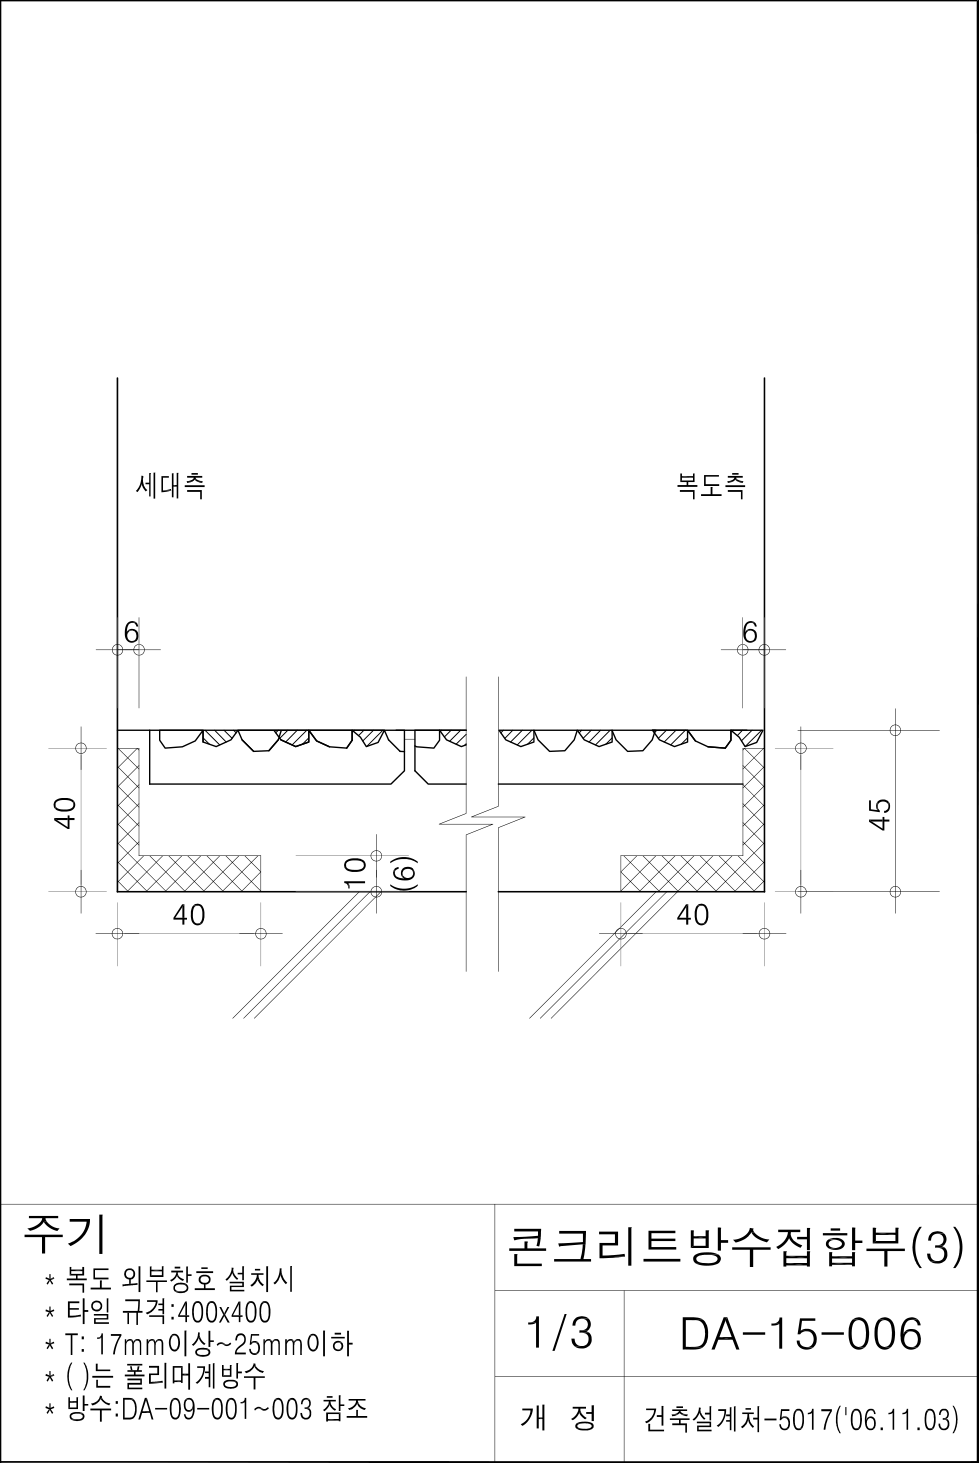 세대측
복도측
6
6
40
10
(6)
45
40
40
주기
* 복도 외부창호 설치시
* 타일 규격:400x400
* T: 17mm이상~25mm이하
* ( )는 폴리머계방수
* 방수:DA-09-001~003 참조
콘크리트방수접합부(3)
1/3
DA-15-006
개 정
건축설계처-5017('06.11.03)